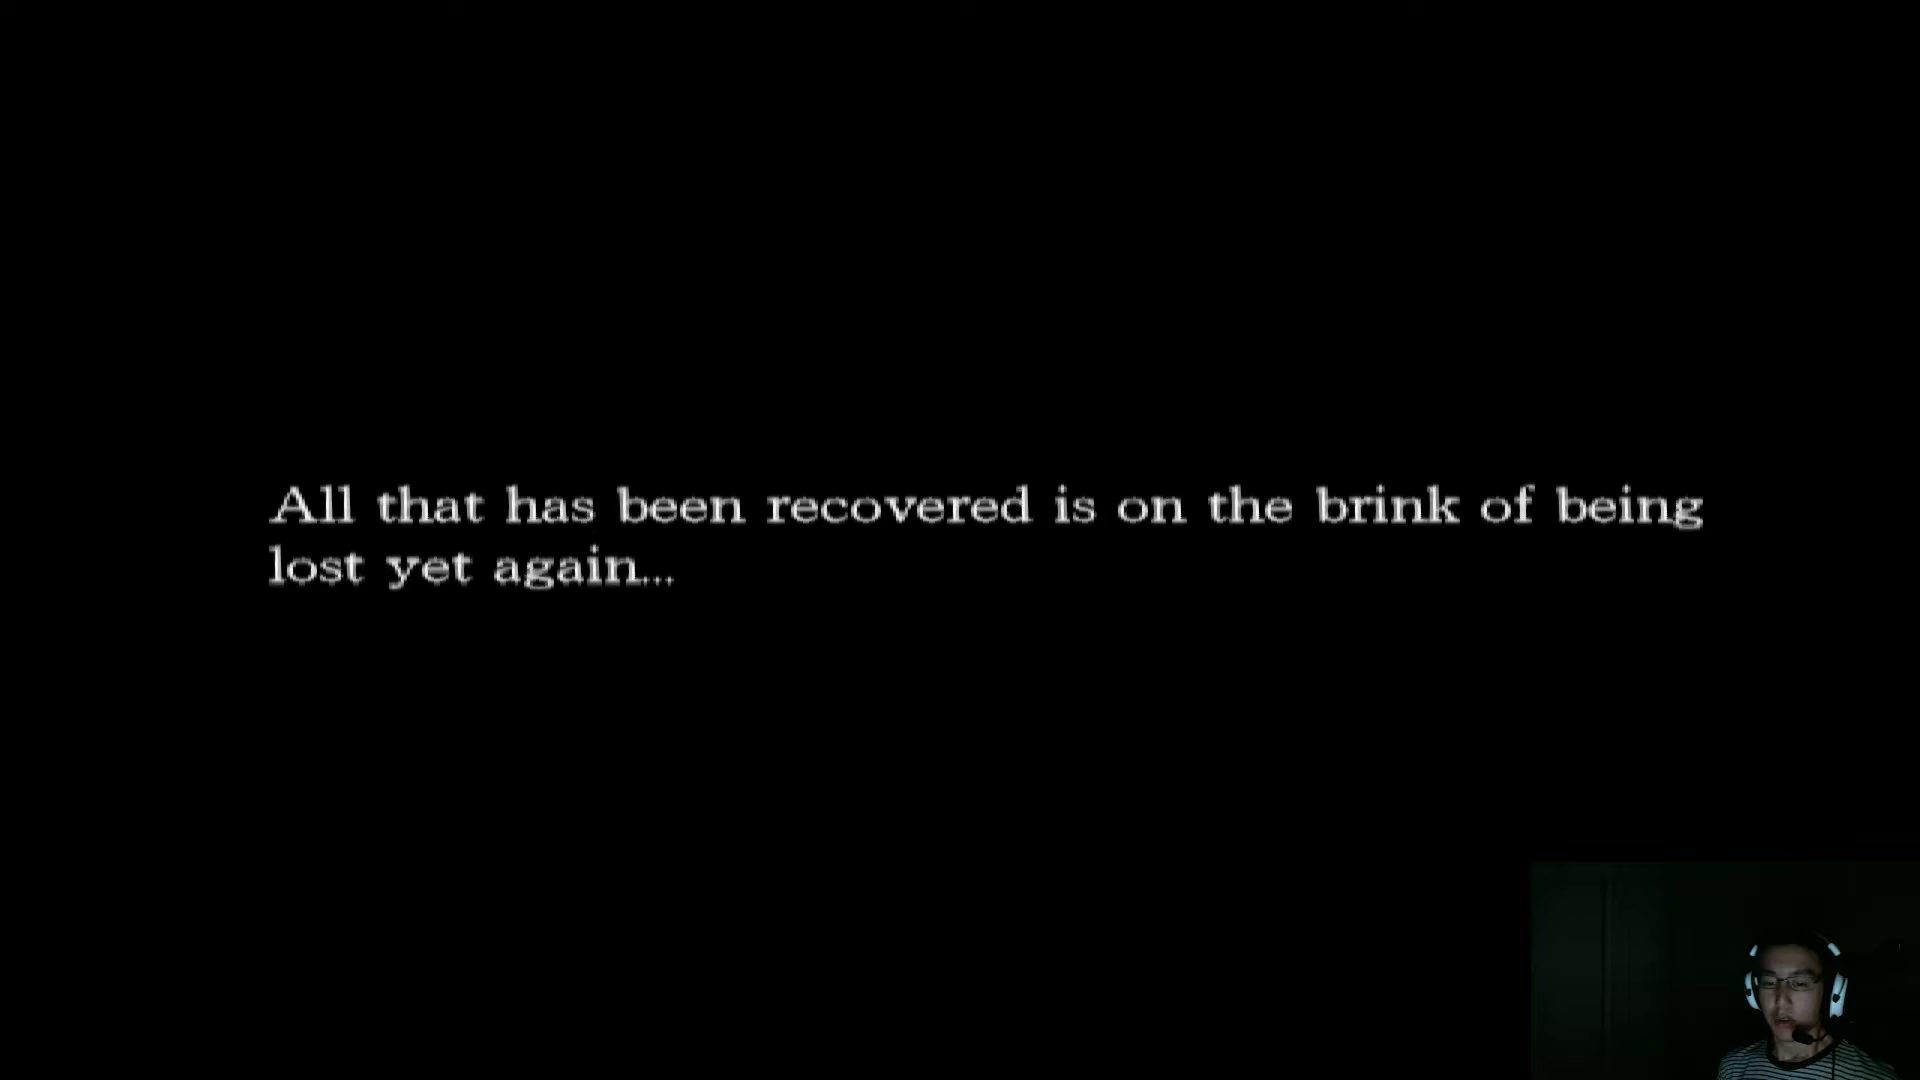 All that has been recovered is on the brink of being
lost yet again...